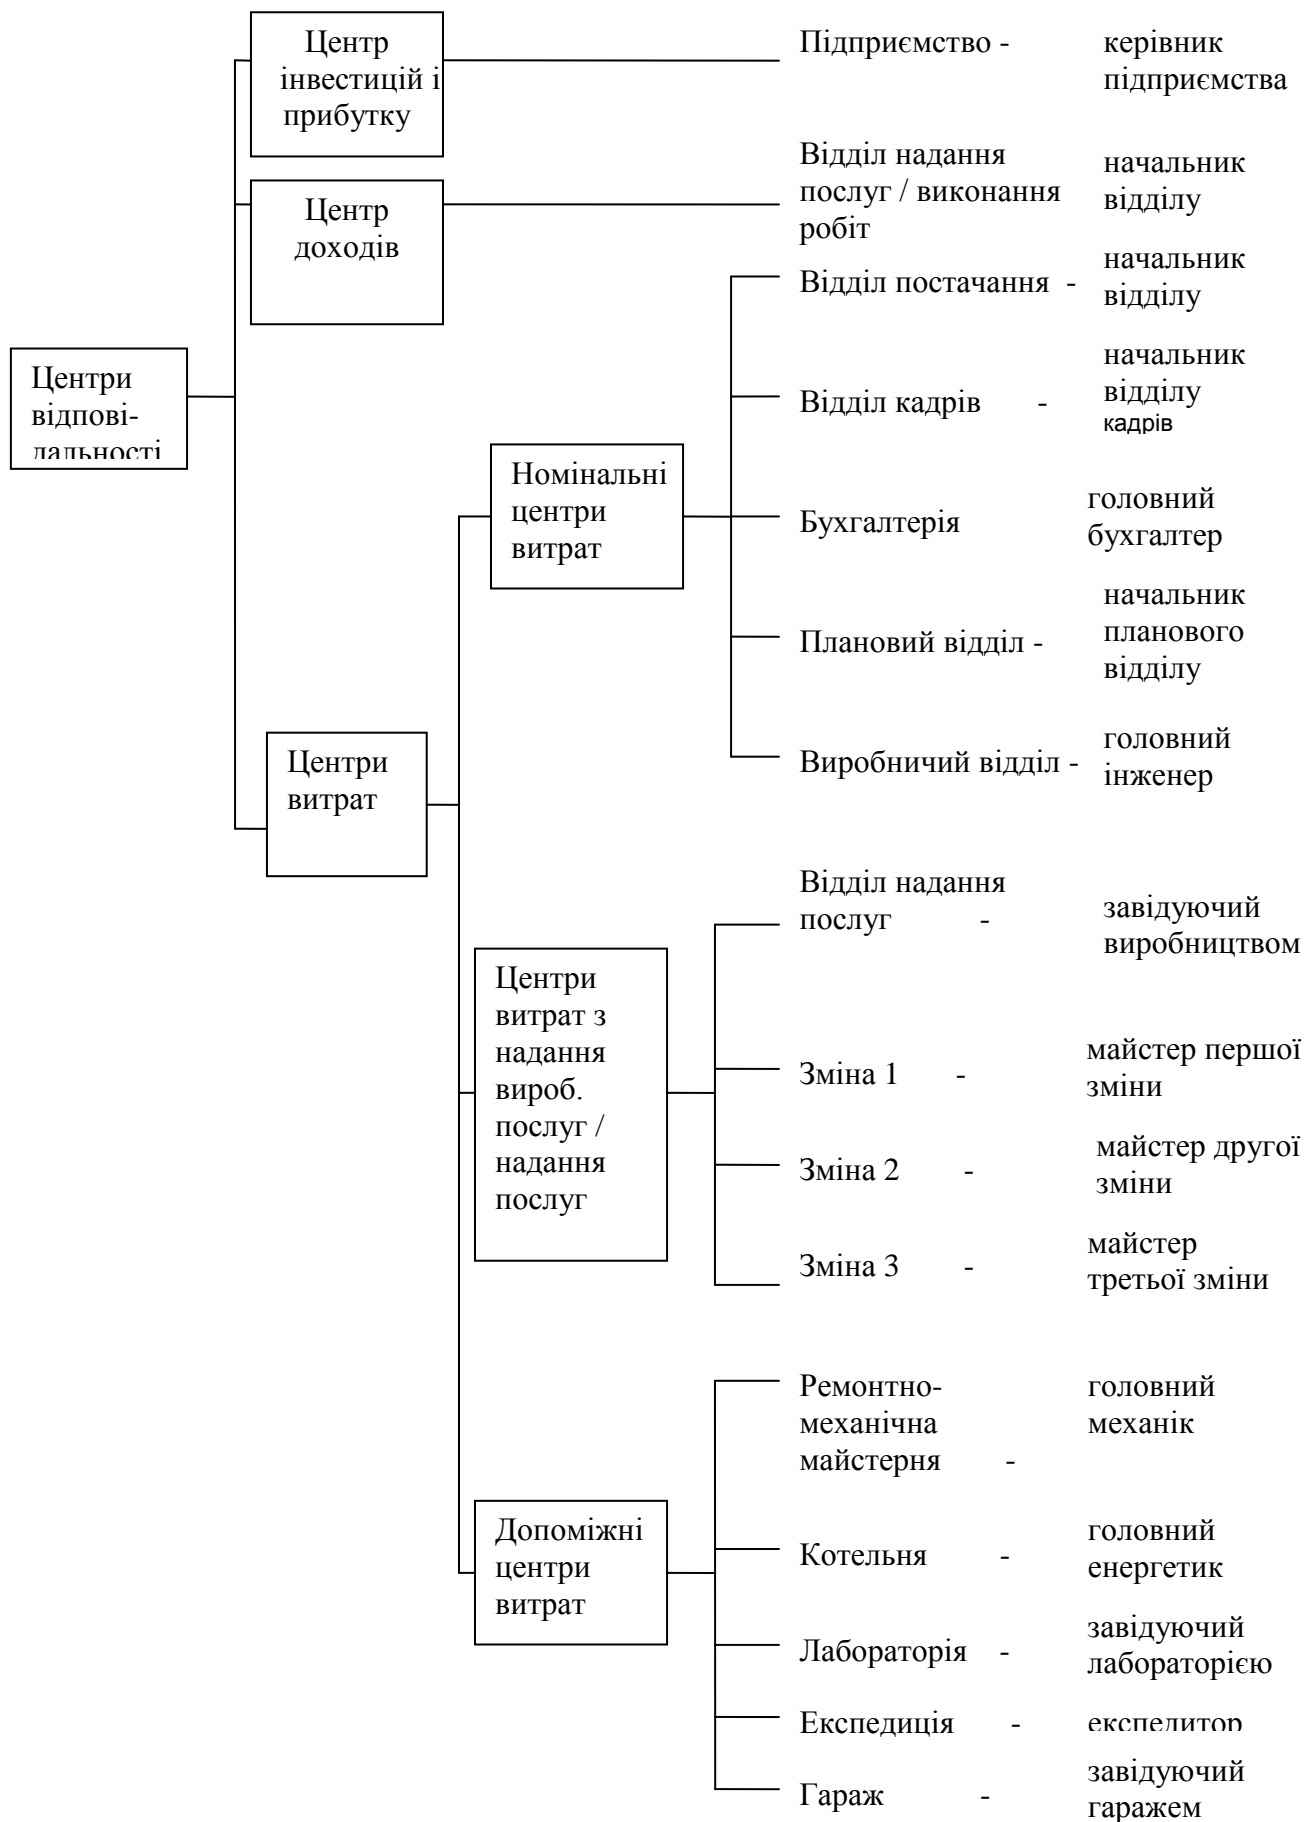 Центр
інвестицій і
прибутку
Підприємство -
керівник
підприємства
Центр
доходів
Відділ надання
послуг / виконання
робіт
начальник
відділу
Центри
відпові-
дальності
Центри
витрат
Номінальні
центри
витрат
Відділ постачання -
начальник
відділу
Відділ кадрів -
начальник
відділу
кадрів
Бухгалтерія
головний
бухгалтер
Плановий відділ -
начальник
планового
відділу
Виробничий відділ -
головний
інженер
Центри
витрат з
надання
вироб.
послуг /
надання
послуг
Відділ надання
послуг -
завідуючий
виробництвом
Зміна 1 -
майстер першої
зміни
Зміна 2 -
майстер другої
зміни
Зміна 3 -
майстер
третьої зміни
Допоміжні
центри
витрат
Ремонтно-
механічна
майстерня -
головний
механік
Котельня -
головний
енергетик
Лабораторія -
завідуючий
лабораторією
Експедиція -
експедитор
Гараж -
завідуючий
гаражем